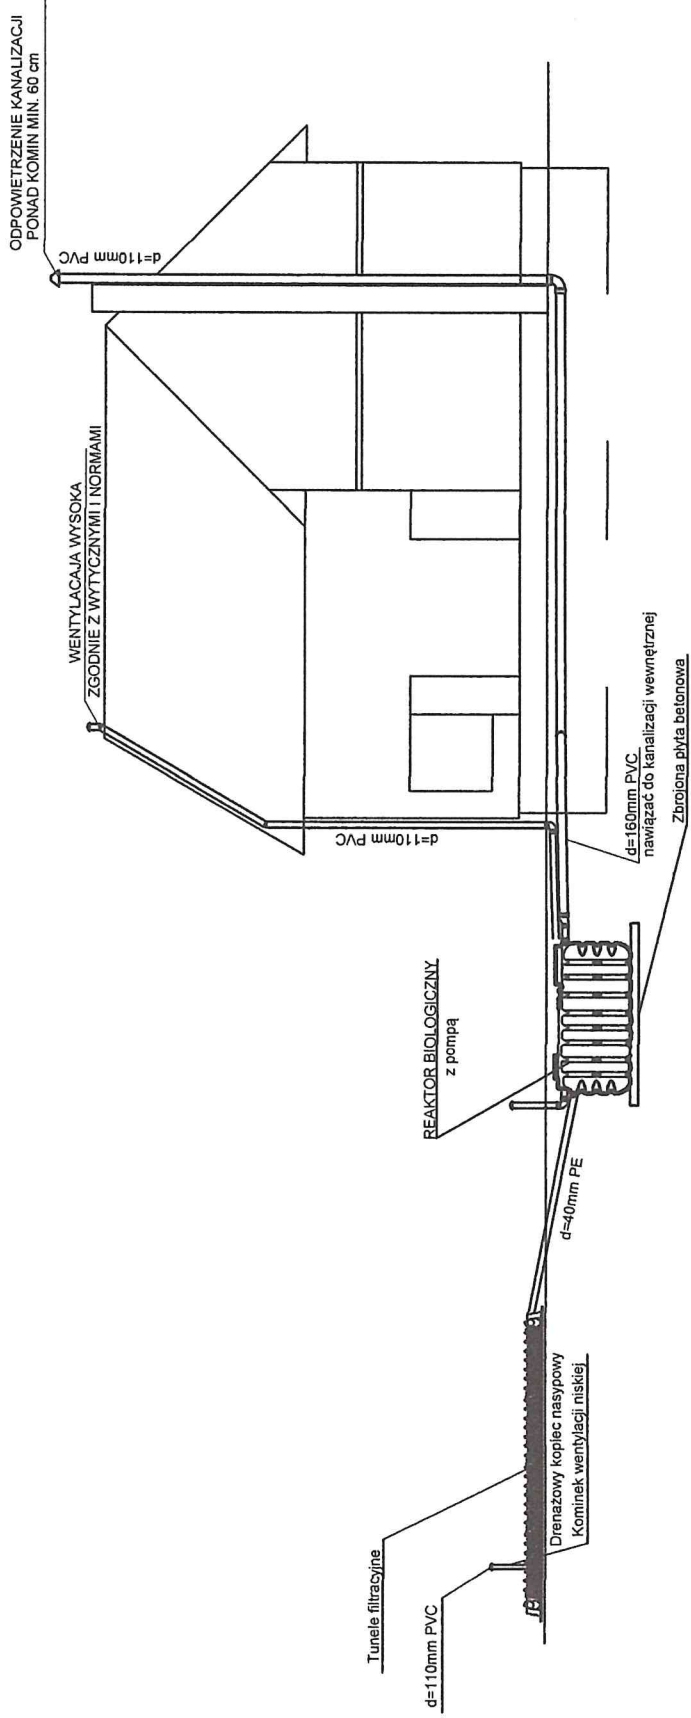 ODPOWIETRZENIE KANALIZACJI
PONAD KOMIN MIN. 60 cm
d=110mm PVC
WENTYLACAJA WYSOKA
ZGODNIE Z WYTYCZNYMI I NORMAMI
d=110mm PVC
d=160mm PVC
nawiązać do kanalizacji wewnętrznej
Zbrojona płyta betonowa
REAKTOR BIOLOGICZNY
z pompą
d=40mm PE
Tunele filtracyjne
Drenażowy kopiec nasypowy
Kominek wentylacji niskiej
d=110mm PVC